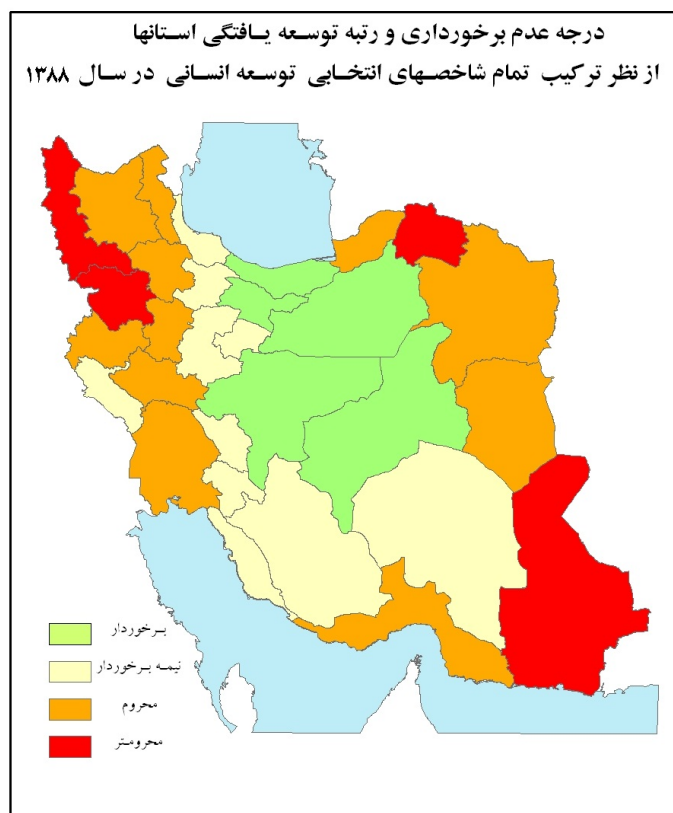 درجه عدم برخورداری و رتبه توسعه یافتگی استانها
از نظر ترکیب تمام شاخصهای انتخابی توسعه انسانی در سال ۱۳۸۸
برخوردار
نیمه برخوردار
محروم
محرومتر